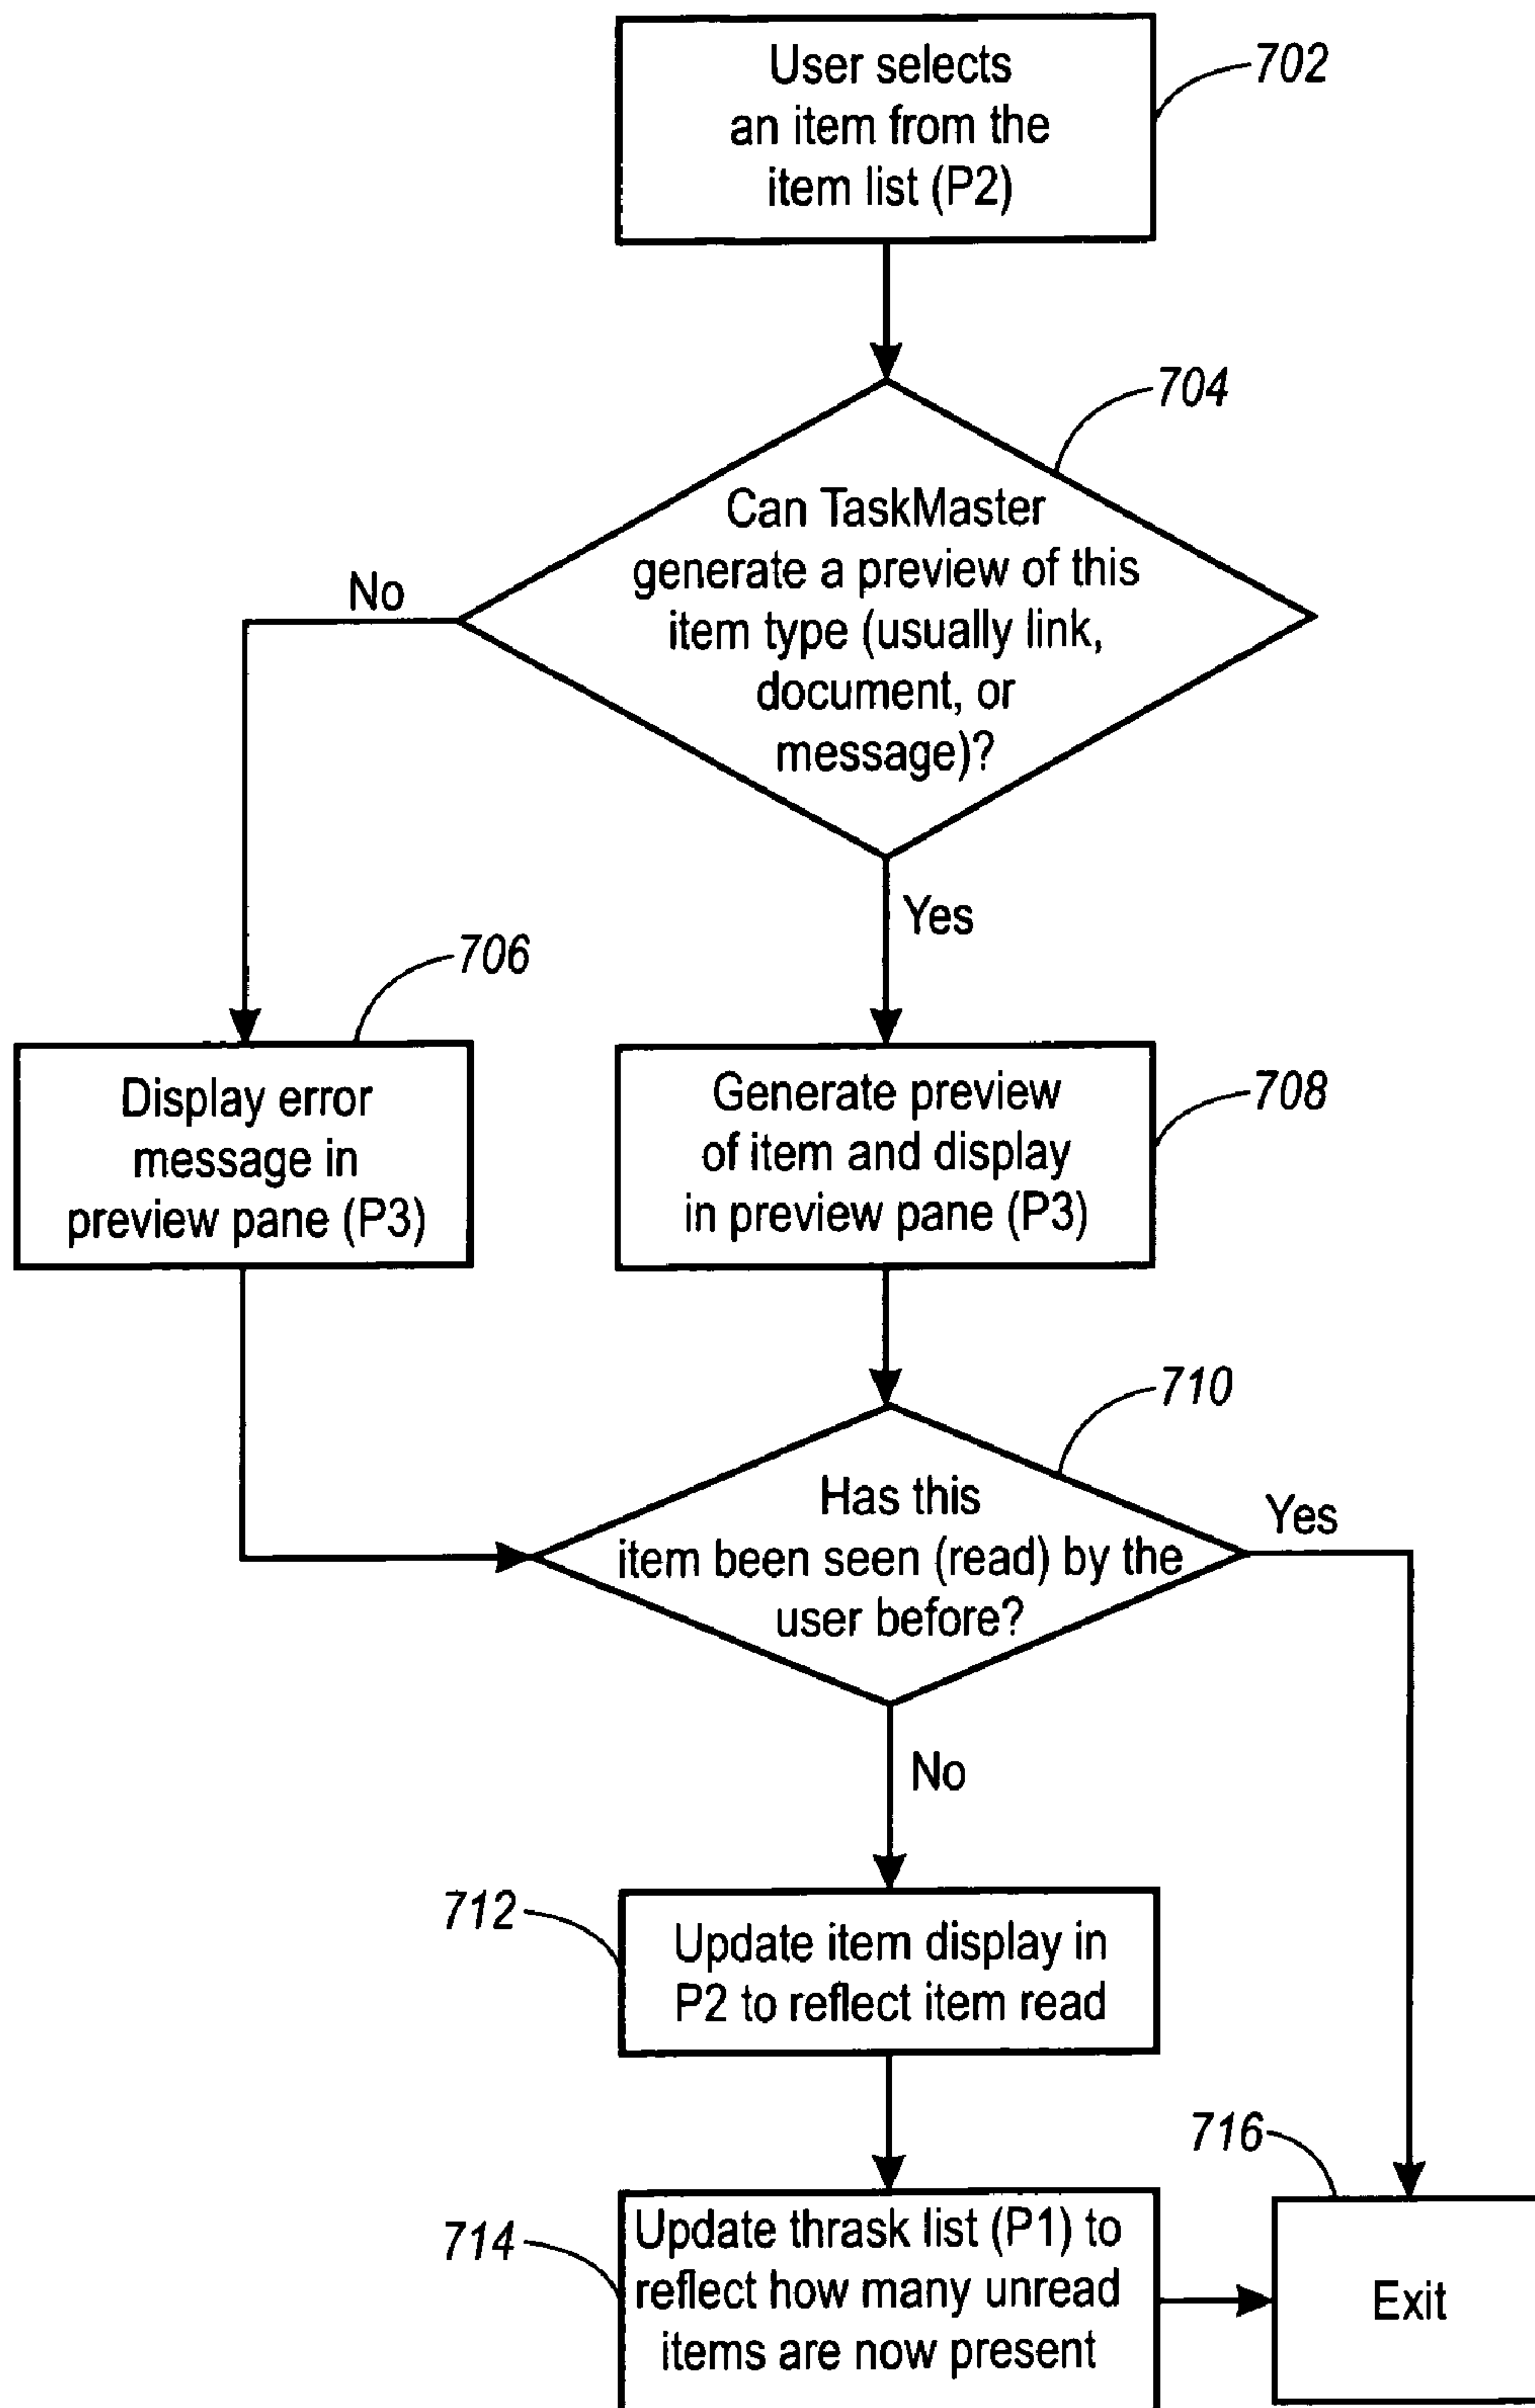 User selects
an item from the
item list (P2)
702
704
Can TaskMaster
generate a preview of this
item type (usually link,
document, or
message)?
No
Yes
706
Display error
message in
preview pane (P3)
Generate preview
of item and display
in preview pane (P3)
708
710
Has this
item been seen (read) by the
user before?
Yes
No
712
Update item display in
P2 to reflect item read
716
714
Update thrask list (P1) to
reflect how many unread
items are now present
Exit